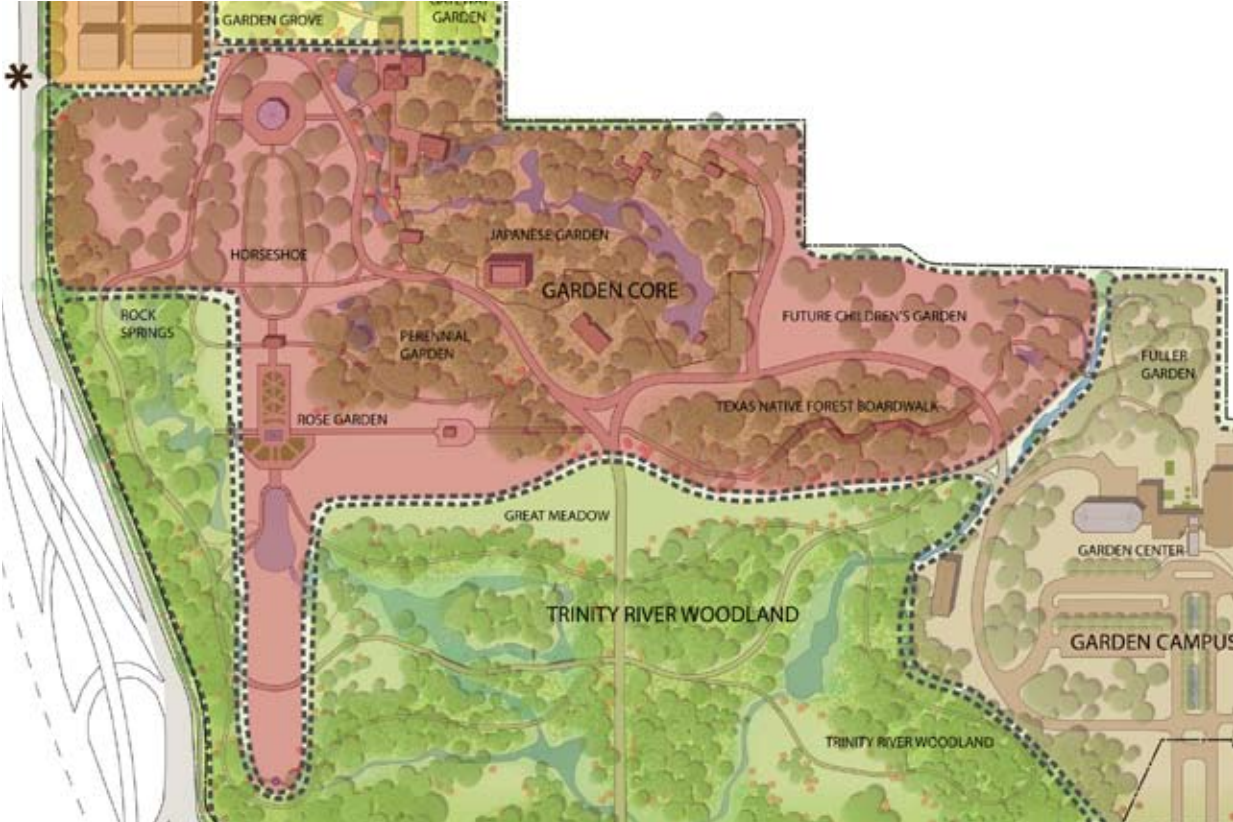 GARDEN GROVE
GATEWAY
GARDEN
*
HORSESHOE
JAPANESE GARDEN
GARDEN CORE
ROCK
SPRINGS
PERENNIAL
GARDEN
FUTURE CHILDREN'S GARDEN
FULLER
GARDEN
ROSE GARDEN
TEXAS NATIVE FOREST BOARDWALK
GREAT MEADOW
GARDEN CENTER
TRINITY RIVER WOODLAND
GARDEN CAMPUS
TRINITY RIVER WOODLAND